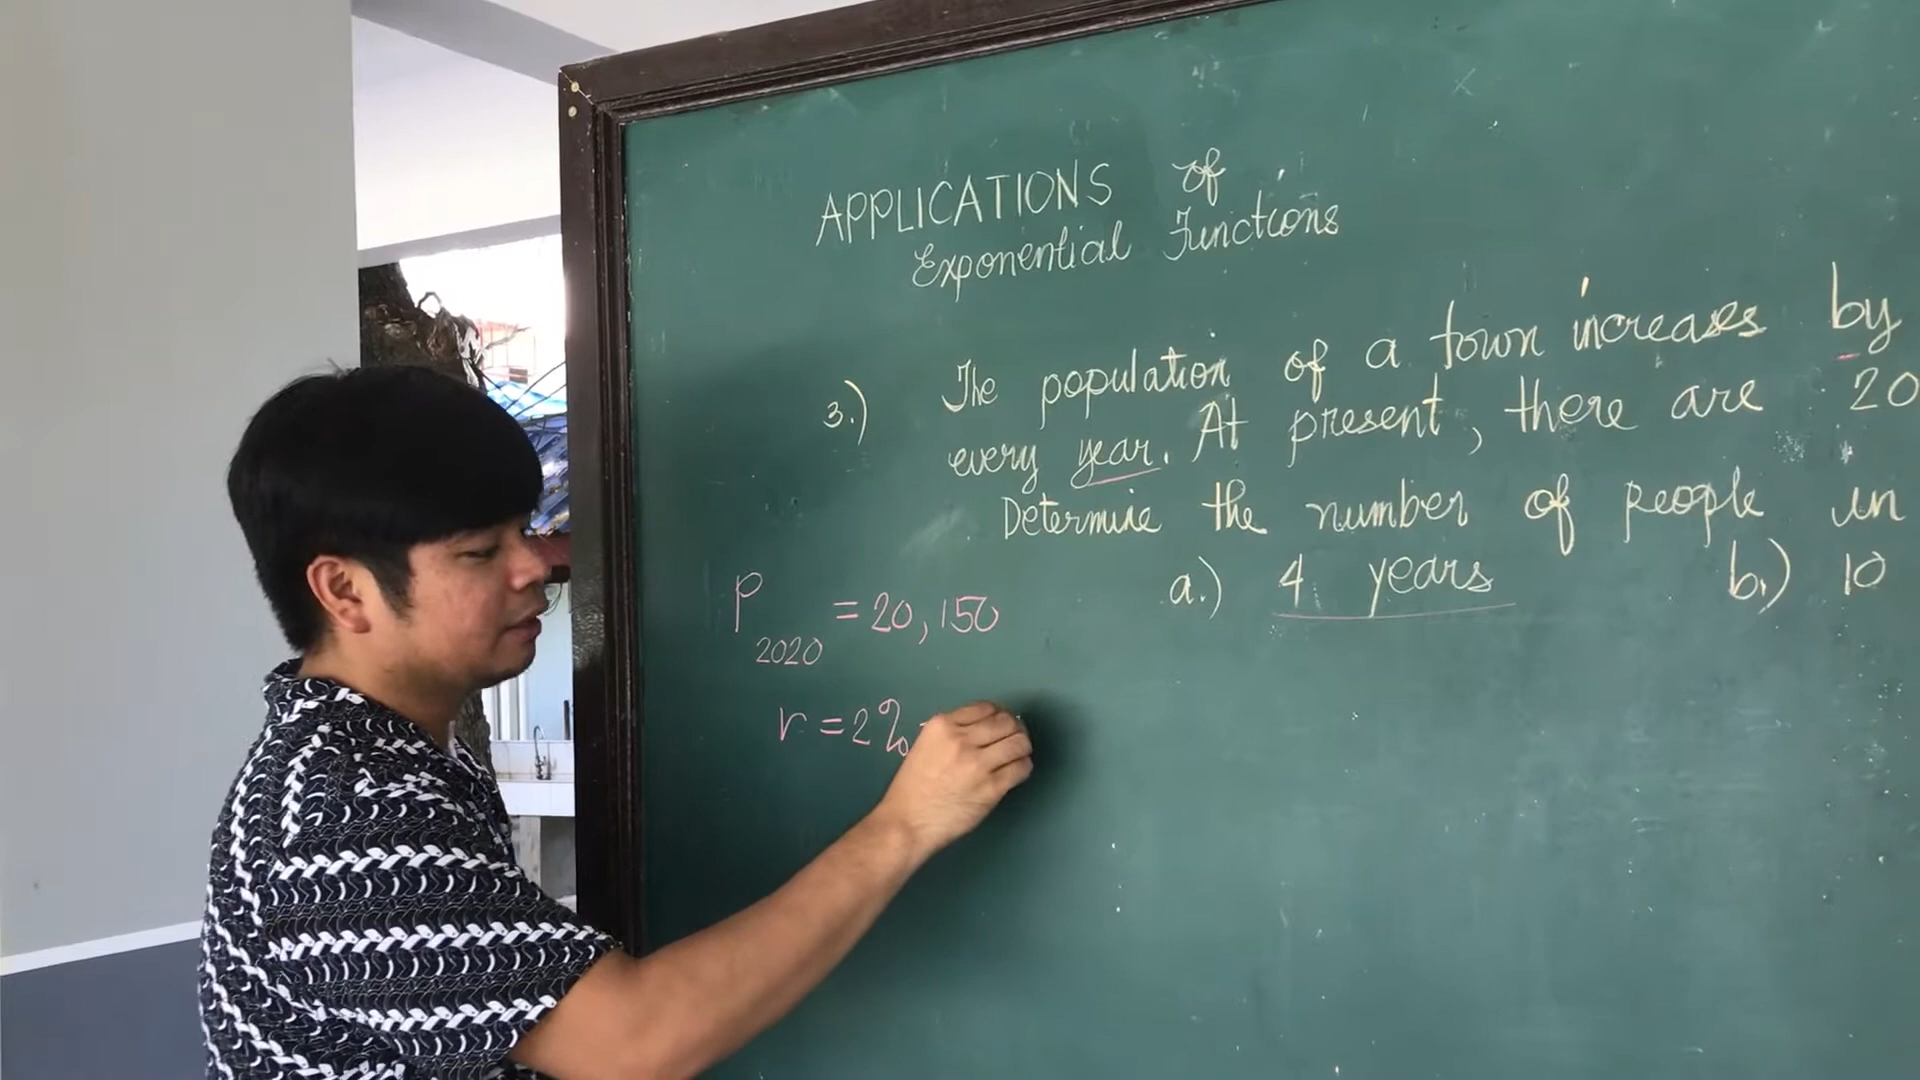 APPLICATIONS of
Exponential Functions
3.) The population of a town increases by
every year. At present, there are 20
Determine the number of people in
a.) 4 years b.) 10
P2020 = 20,150
r = 2%